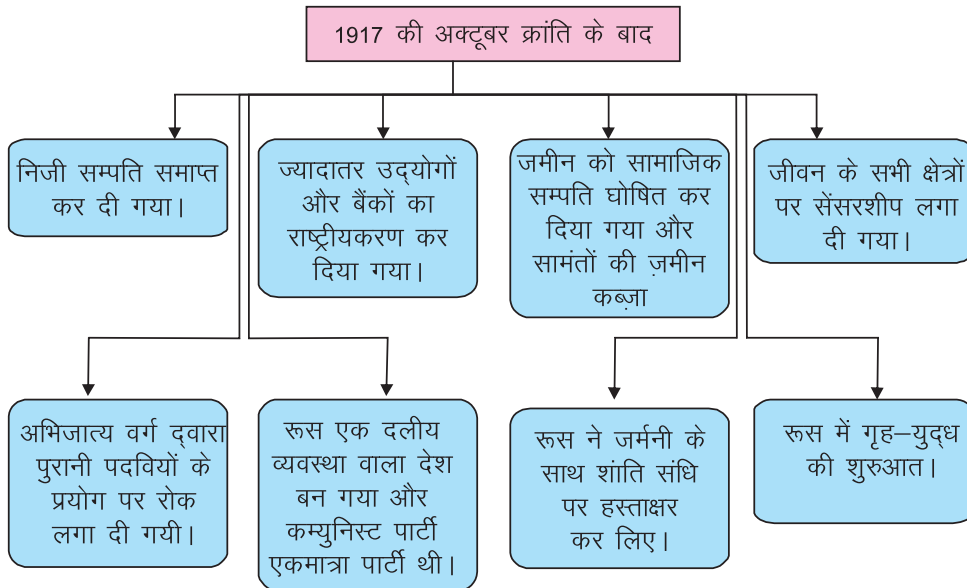 1917 की अक्टूबर क्रांति के बाद
निजी सम्पति समाप्त
कर दी गया।
ज्यादातर उद्योगों
और बैंकों का
राष्ट्रीयकरण कर
दिया गया।
जमीन को सामाजिक
सम्पति घोषित कर
दिया गया और
सामंतों की ज़मीन
कब्ज़ा
जीवन के सभी क्षेत्रों
पर सेंसरशीप लगा
दी गया।
अभिजात्य वर्ग द्वारा
पुरानी पदवियों के
प्रयोग पर रोक
लगा दी गयी।
रूस एक दलीय
व्यवस्था वाला देश
बन गया और
कम्युनिस्ट पार्टी
एकमात्रा पार्टी थी।
रूस ने जर्मनी के
साथ शांति संधि
पर हस्ताक्षर
कर लिए।
रूस में गृह–युद्ध
की शुरुआत।